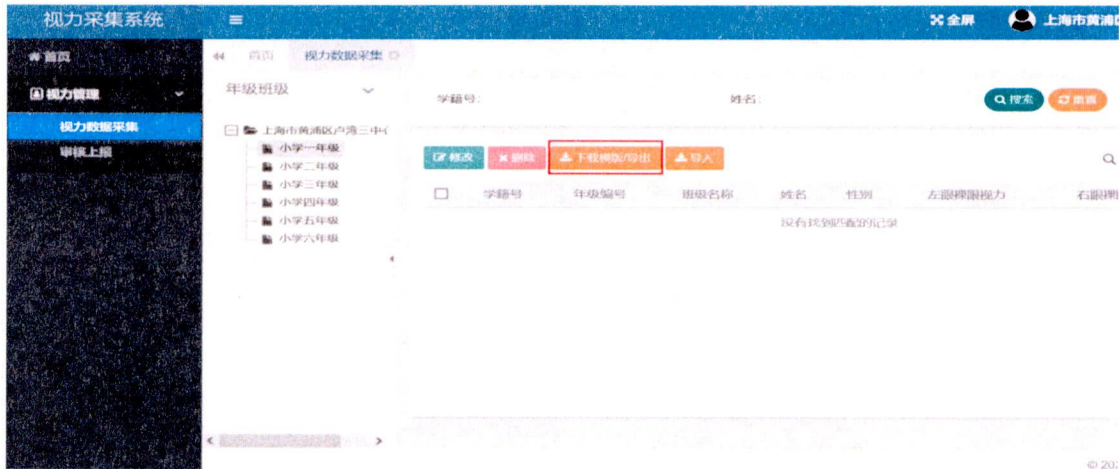 视力采集系统
全屏
上海市黄浦区
首页
视力管理
视力数据采集
审核上报
首页
视力数据采集
年级班级
上海市黄浦区卢湾三中心
小学一年级
小学二年级
小学三年级
小学四年级
小学五年级
小学六年级
学籍号:
姓名:
搜索
重置
修改
删除
下载模版/导出
导入
学籍号
年级编号
班级名称
姓名
性别
左眼裸眼视力
右眼裸
没有找到匹配的记录
© 20